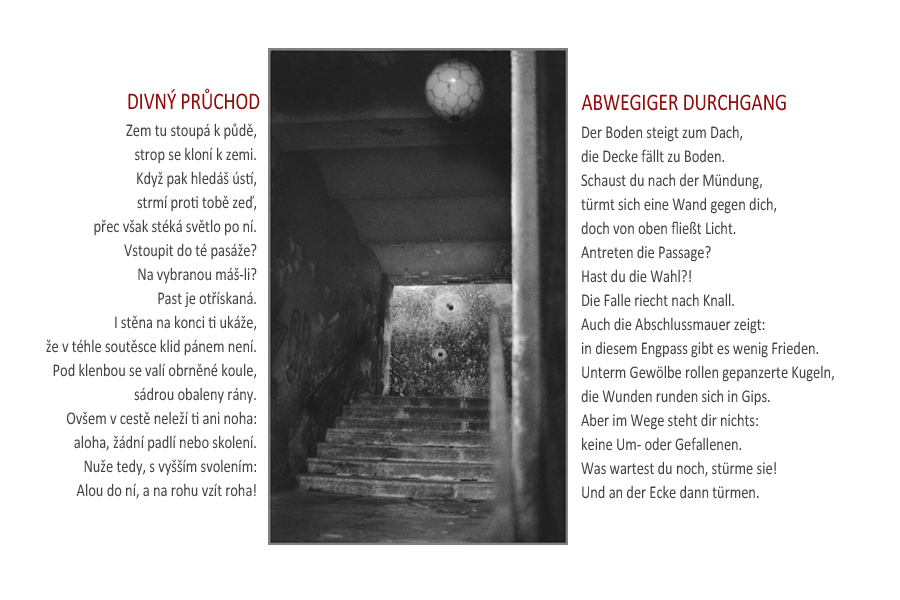 DIVNÝ PRŮCHOD
Zem tu stoupá k půdě,
strop se kloní k zemi.
Když pak hledáš ústí,
strmí proti tobě zeď,
přec však stéká světlo po ní.
Vstoupit do té pasáže?
Na vybranou máš-li?
Past je otřískaná.
I stěna na konci ti ukáže,
že v téhle soutěsce klid pánem není.
Pod klenbou se valí obrněné koule,
sádrou obaleny rány.
Ovšem v cestě neleží ti ani noha:
aloha, žádní padlí nebo skolení.
Nuže tedy, s vyšším svolením:
Alou do ní, a na rohu vzít roha!
ABWEGIGER DURCHGANG
Der Boden steigt zum Dach,
die Decke fällt zu Boden.
Schaust du nach der Mündung,
türmt sich eine Wand gegen dich,
doch von oben fließt Licht.
Antreten die Passage?
Hast du die Wahl?!
Die Falle riecht nach Knall.
Auch die Abschlussmauer zeigt:
in diesem Engpass gibt es wenig Frieden.
Unterm Gewölbe rollen gepanzerte Kugeln,
die Wunden runden sich in Gips.
Aber im Wege steht dir nichts:
keine Um- oder Gefallenen.
Was wartest du noch, stürme sie!
Und an der Ecke dann türmen.